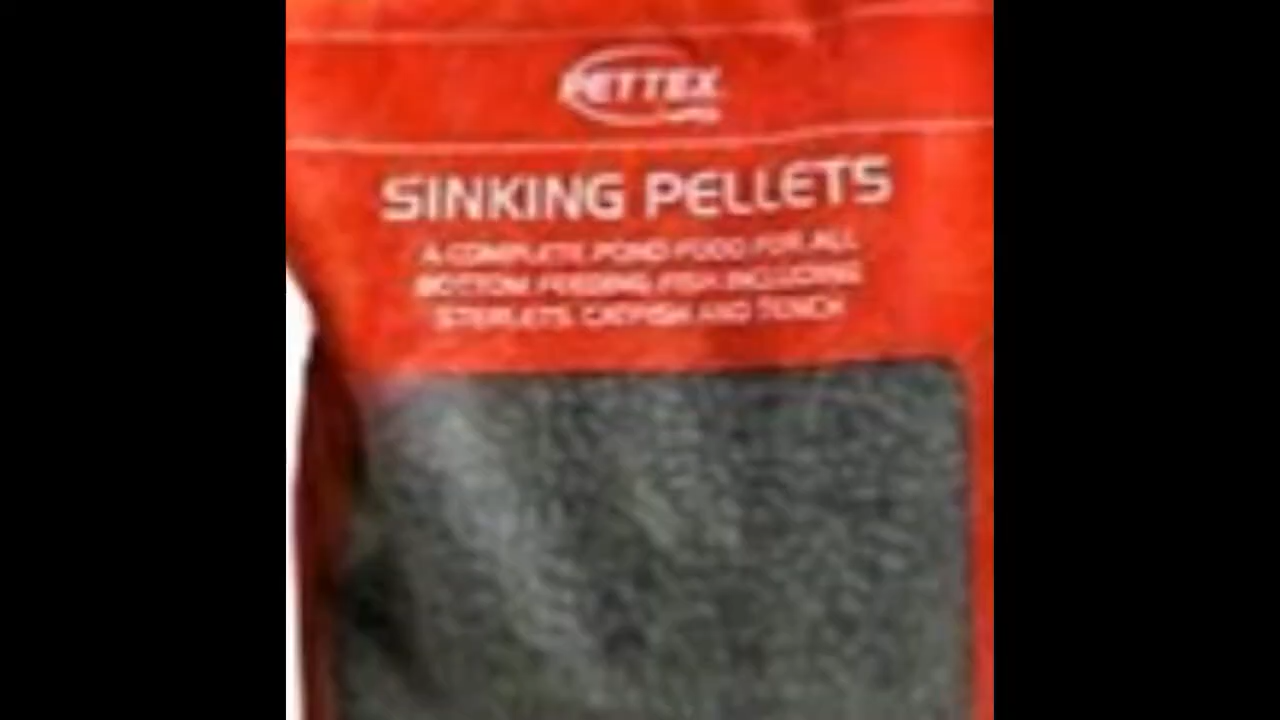 PETTEX
SINKING PELLETS
A COMPLETE POND FOOD FOR ALL
BOTTOM FEEDING FISH INCLUDING
STERLETS, CATFISH AND TENCH